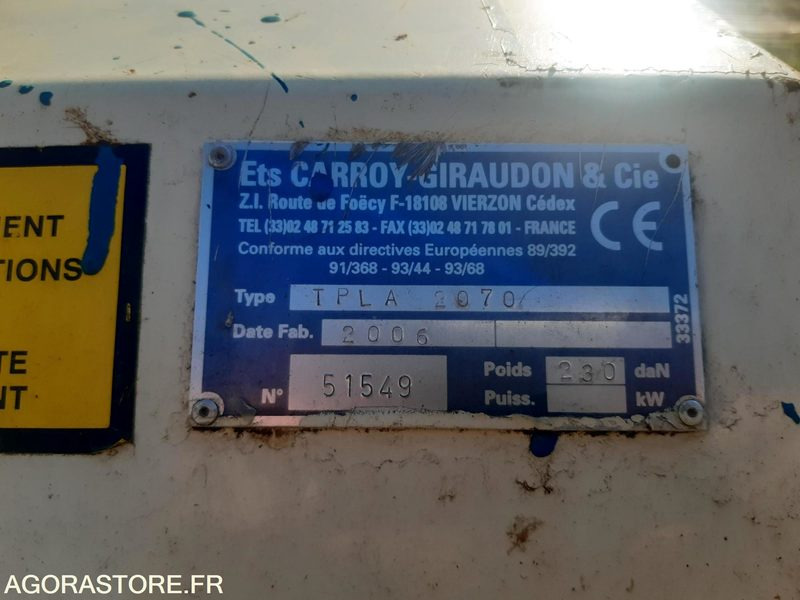 ENT
TIONS
TE
NT
Ets CARROY-GIRAUDON & Cie
Z.I. Route de Foëcy F-18108 VIERZON Cédex
TEL (33)02 48 71 25 83 - FAX (33)02 48 71 78 01 - FRANCE
Conforme aux directives Européennes 89/392
91/368 - 93/44 - 93/68
CE
Type TPLA 2070
Date Fab. 2006
N° 51549
Poids 230 daN
Puiss. kW
33372
AGORASTORE.FR